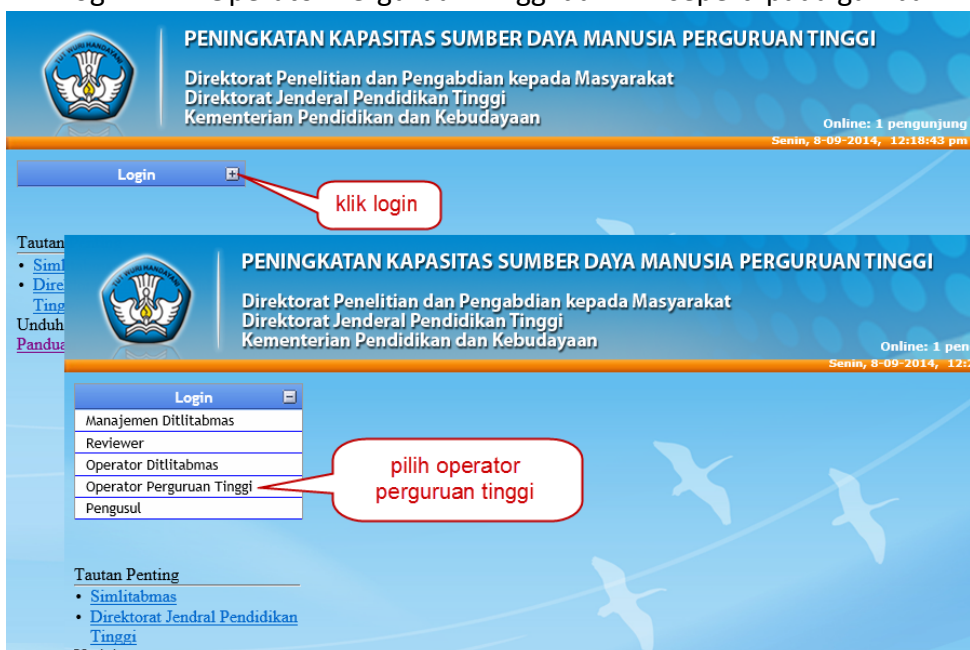 PENINGKATAN KAPASITAS SUMBER DAYA MANUSIA PERGURUAN TINGGI
Direktorat Penelitian dan Pengabdian kepada Masyarakat
Direktorat Jenderal Pendidikan Tinggi
Kementerian Pendidikan dan Kebudayaan
Online: 1 pengunjung
Senin, 8-09-2014, 12:18:43 pm
Login
klik login
Tautan
Unduh
PENINGKATAN KAPASITAS SUMBER DAYA MANUSIA PERGURUAN TINGGI
Direktorat Penelitian dan Pengabdian kepada Masyarakat
Direktorat Jenderal Pendidikan Tinggi
Kementerian Pendidikan dan Kebudayaan
Online: 1 pen
Senin, 8-09-2014, 12:
Login
Manajemen Ditlitabmas
Reviewer
Operator Ditlitabmas
Operator Perguruan Tinggi
Pengusul
pilih operator
perguruan tinggi
Tautan Penting
• Simlitabmas
• Direktorat Jendral Pendidikan
Tinggi